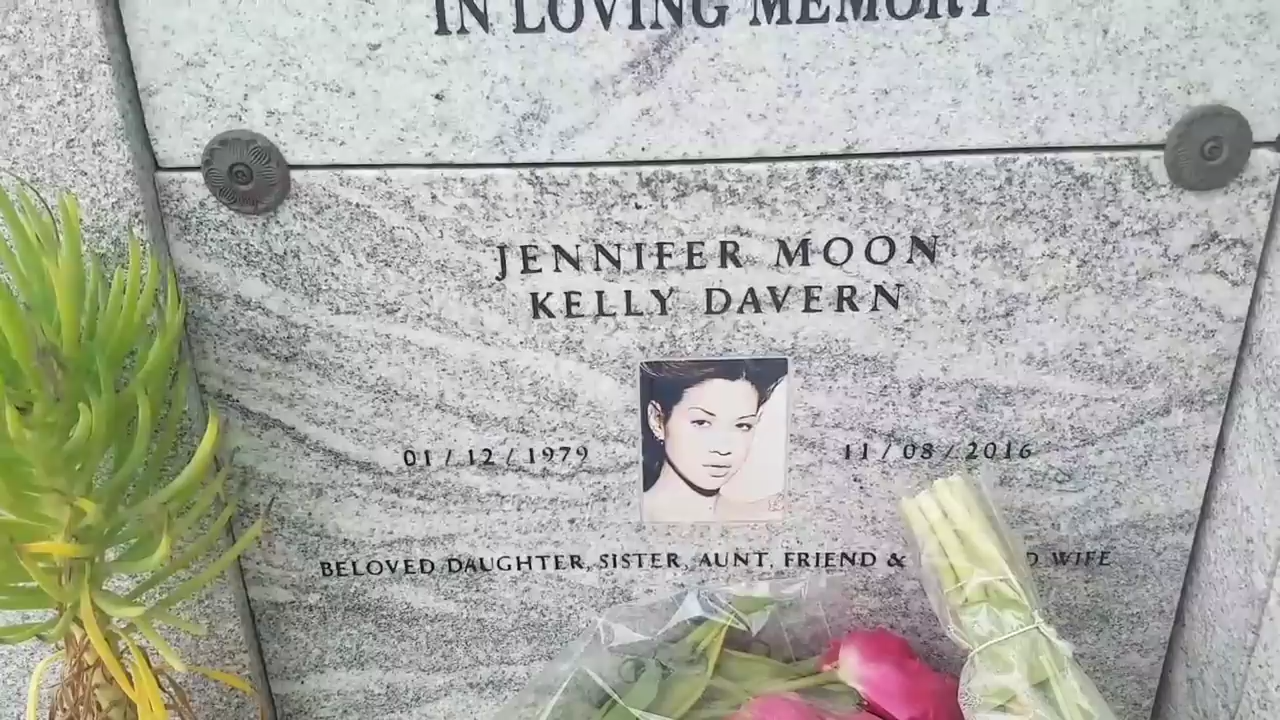 IN LOVING MEMORY
JENNIFER MOON
KELLY DAVERN
01 / 12 / 1979 11 / 08 / 2016
BELOVED DAUGHTER, SISTER, AUNT, FRIEND & WIFE